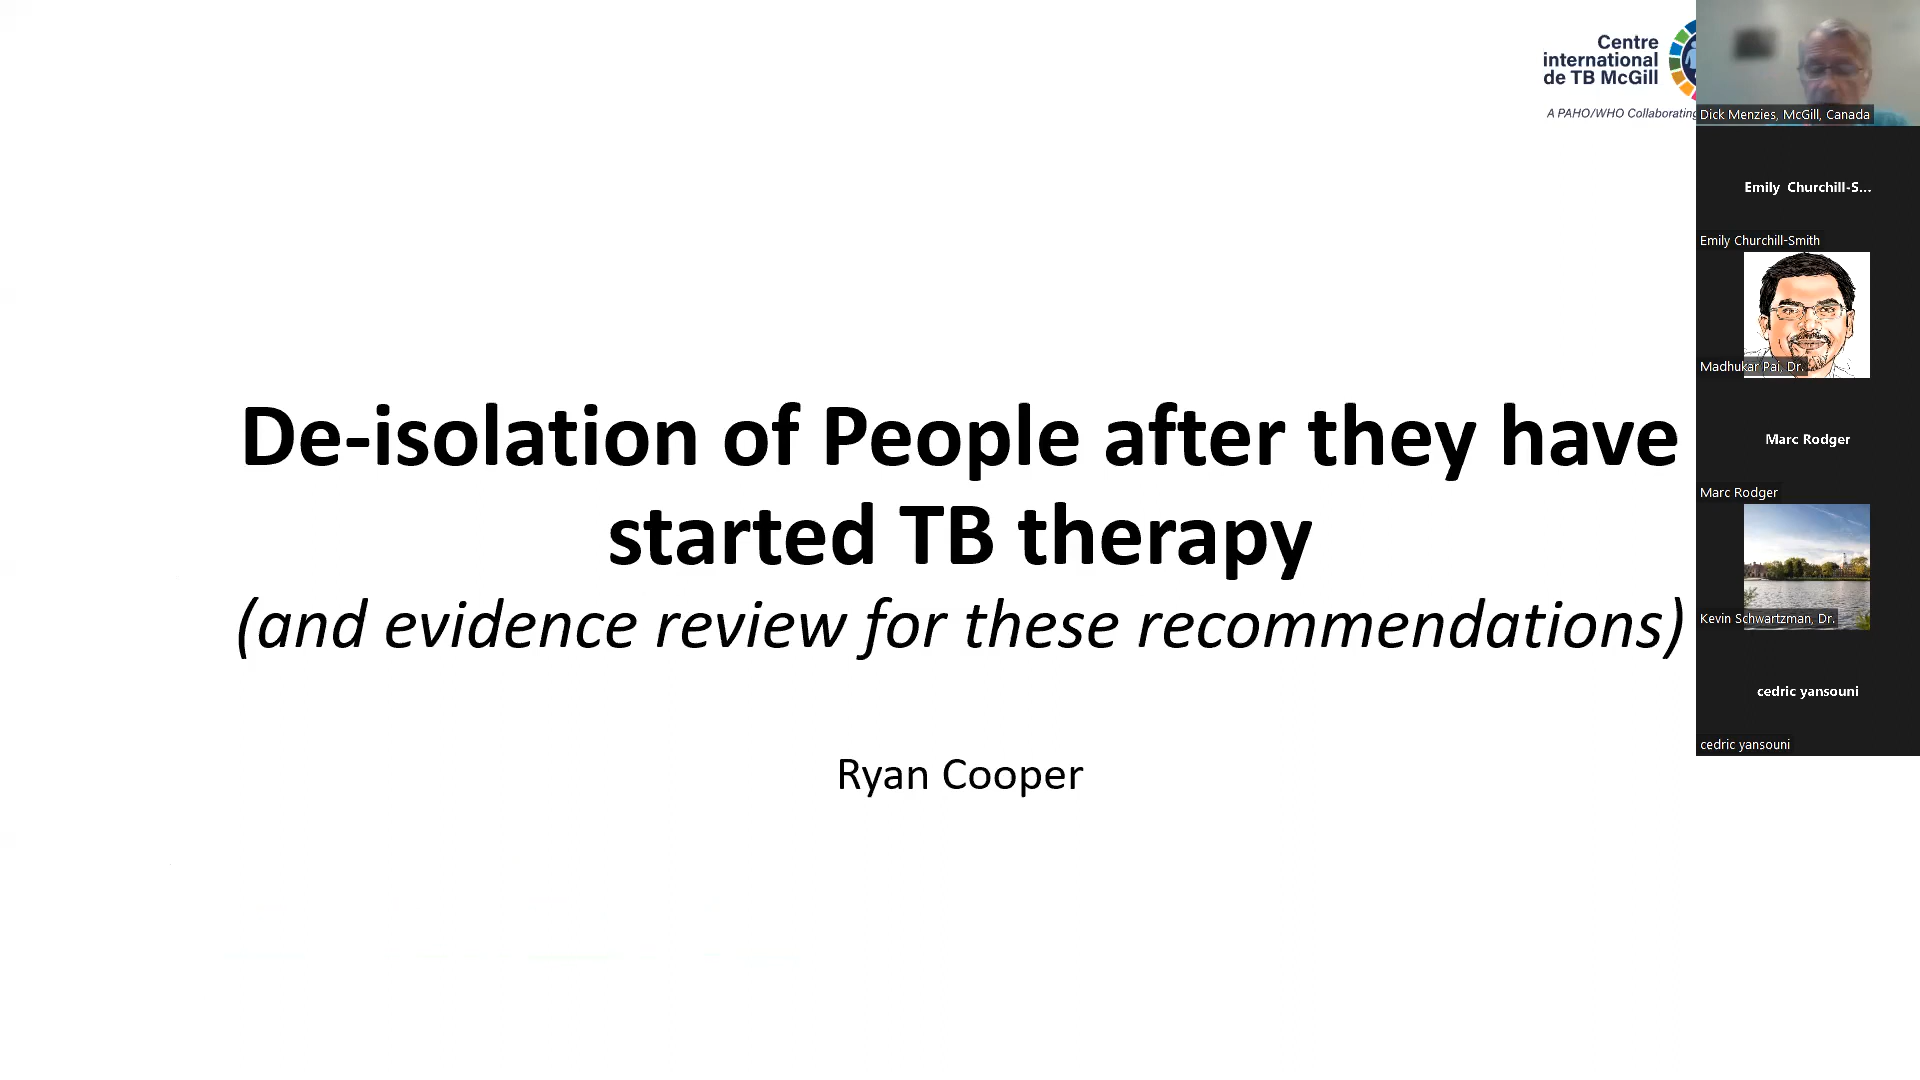 Centre
international
de TB McGill
A PAHO/WHO Collaborating
De-isolation of People after they have
started TB therapy
(and evidence review for these recommendations)
Ryan Cooper
Dick Menzies, McGill, Canada
Emily Churchill-S...
Emily Churchill-Smith
Madhukar Pai, Dr.
Marc Rodger
Marc Rodger
Kevin Schwartzman, Dr.
cedric yansouni
cedric yansouni